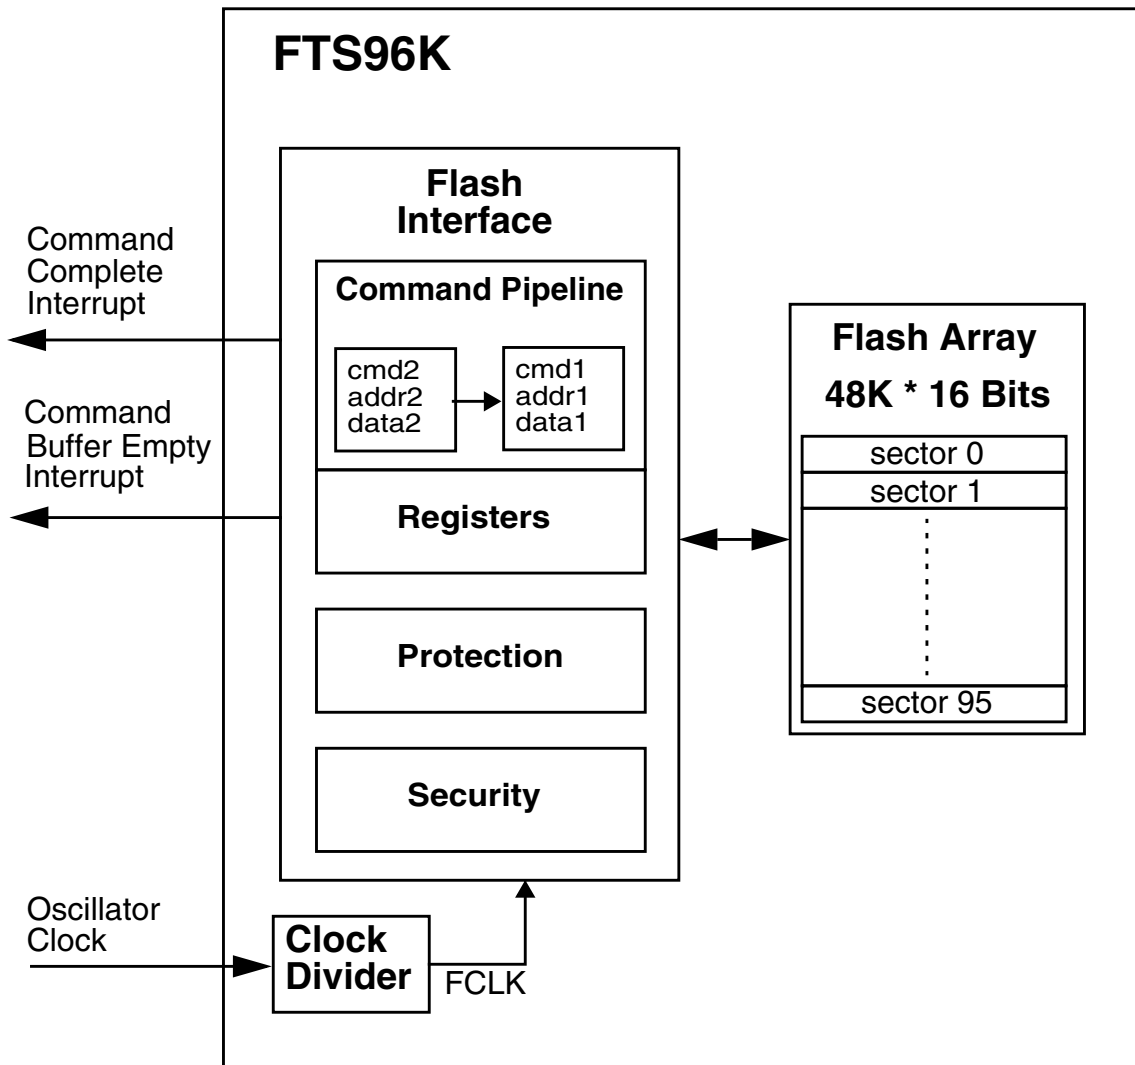 FTS96K
Flash
Interface
Command
Complete
Interrupt
Command Pipeline
cmd2
addr2
data2
cmd1
addr1
data1
Command
Buffer Empty
Interrupt
Registers
Protection
Security
Flash Array
48K * 16 Bits
sector 0
sector 1
sector 95
Oscillator
Clock
Clock
Divider
FCLK